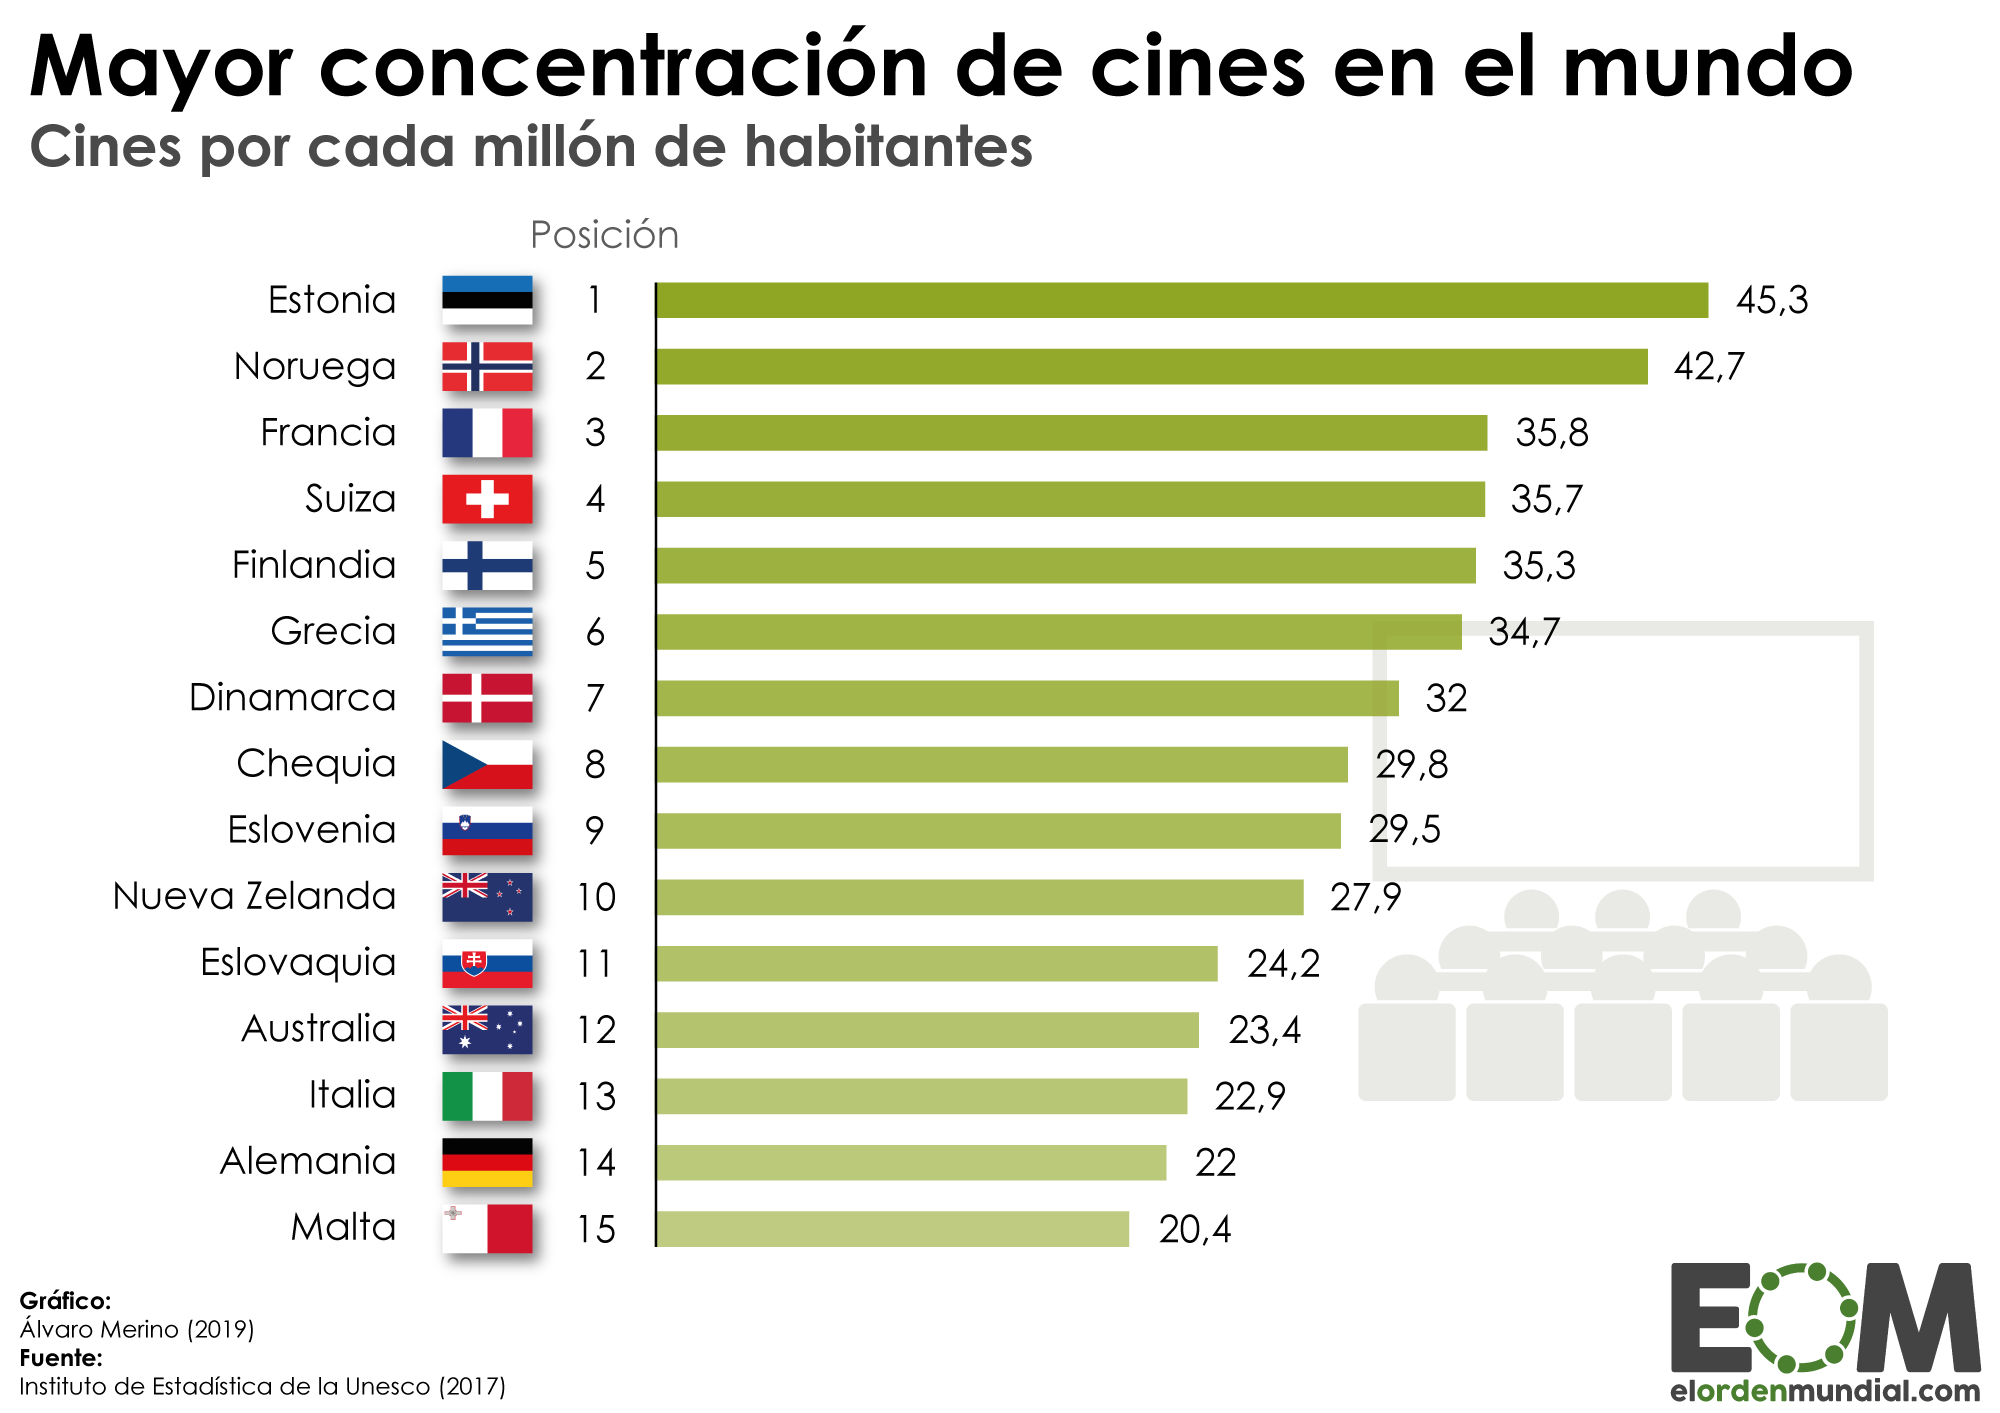 Mayor concentración de cines en el mundo
Cines por cada millón de habitantes
Posición
Estonia 1 45,3
Noruega 2 42,7
Francia 3 35,8
Suiza 4 35,7
Finlandia 5 35,3
Grecia 6 34,7
Dinamarca 7 32
Chequia 8 29,8
Eslovenia 9 29,5
Nueva Zelanda 10 27,9
Eslovaquia 11 24,2
Australia 12 23,4
Italia 13 22,9
Alemania 14 22
Malta 15 20,4
Gráfico:
Álvaro Merino (2019)
Fuente:
Instituto de Estadística de la Unesco (2017)
EOM
elordenmundial.com